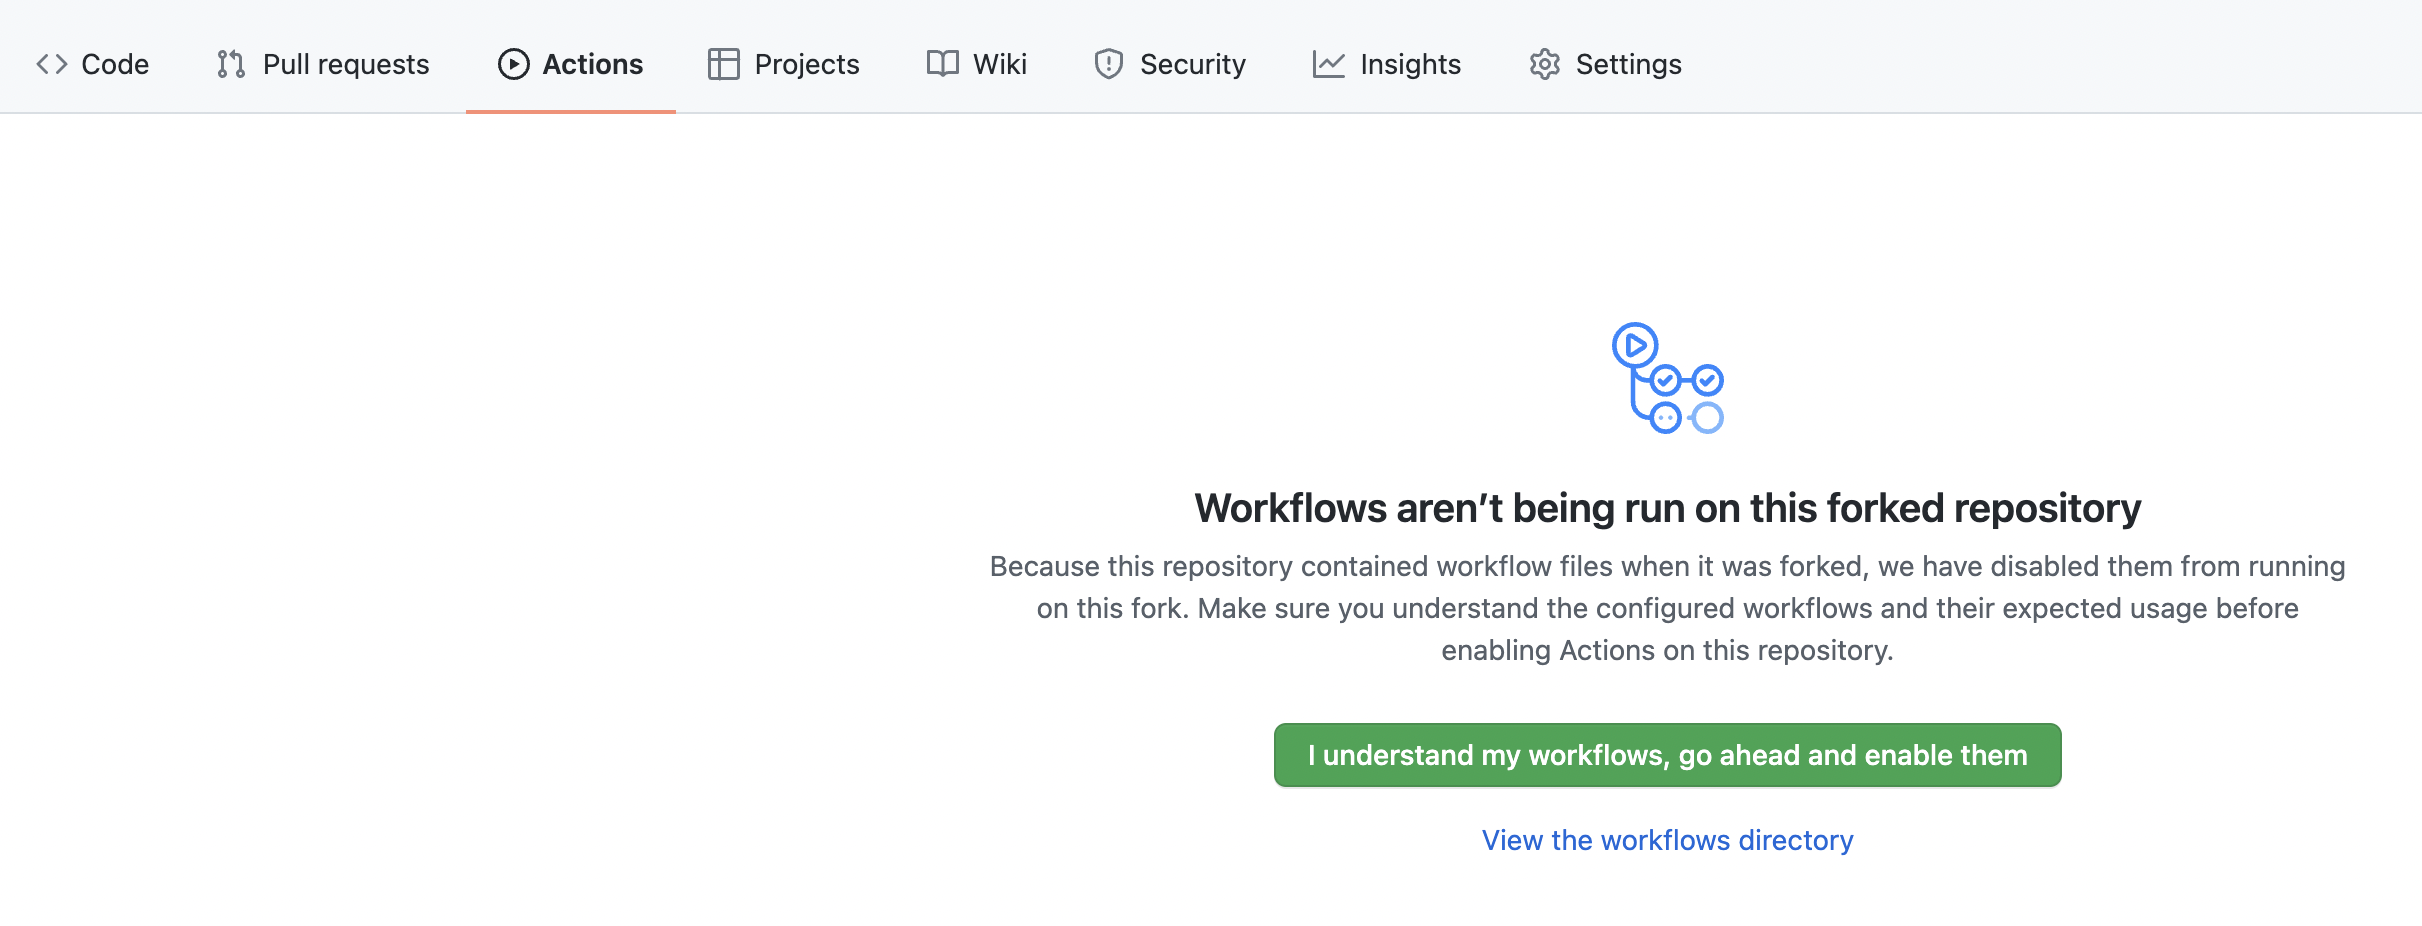 Code Pull requests Actions Projects Wiki Security Insights Settings
Workflows aren’t being run on this forked repository
Because this repository contained workflow files when it was forked, we have disabled them from running
on this fork. Make sure you understand the configured workflows and their expected usage before
enabling Actions on this repository.
I understand my workflows, go ahead and enable them
View the workflows directory